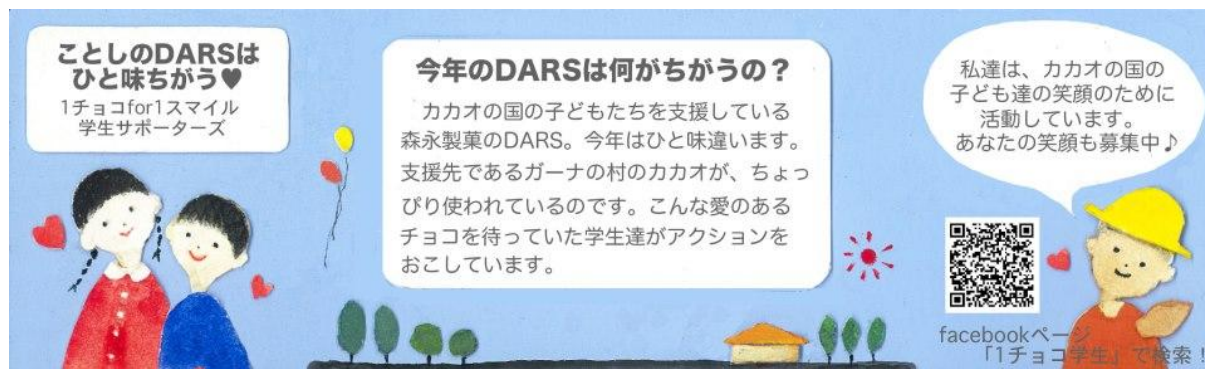 ことしのDARSは
ひと味ちがう♥
1チョコfor1スマイル
学生サポーターズ
今年のDARSは何がちがうの？
カカオの国の子どもたちを支援している
森永製菓のDARS。今年はひと味違います。
支援先であるガーナの村のカカオが、ちょっ
ぴり使われているのです。こんな愛のある
チョコを待っていた学生達がアクションを
おこしています。
私達は、カカオの国の
子ども達の笑顔のために
活動しています。
あなたの笑顔も募集中♪
facebookページ
「1チョコ学生」で検索！